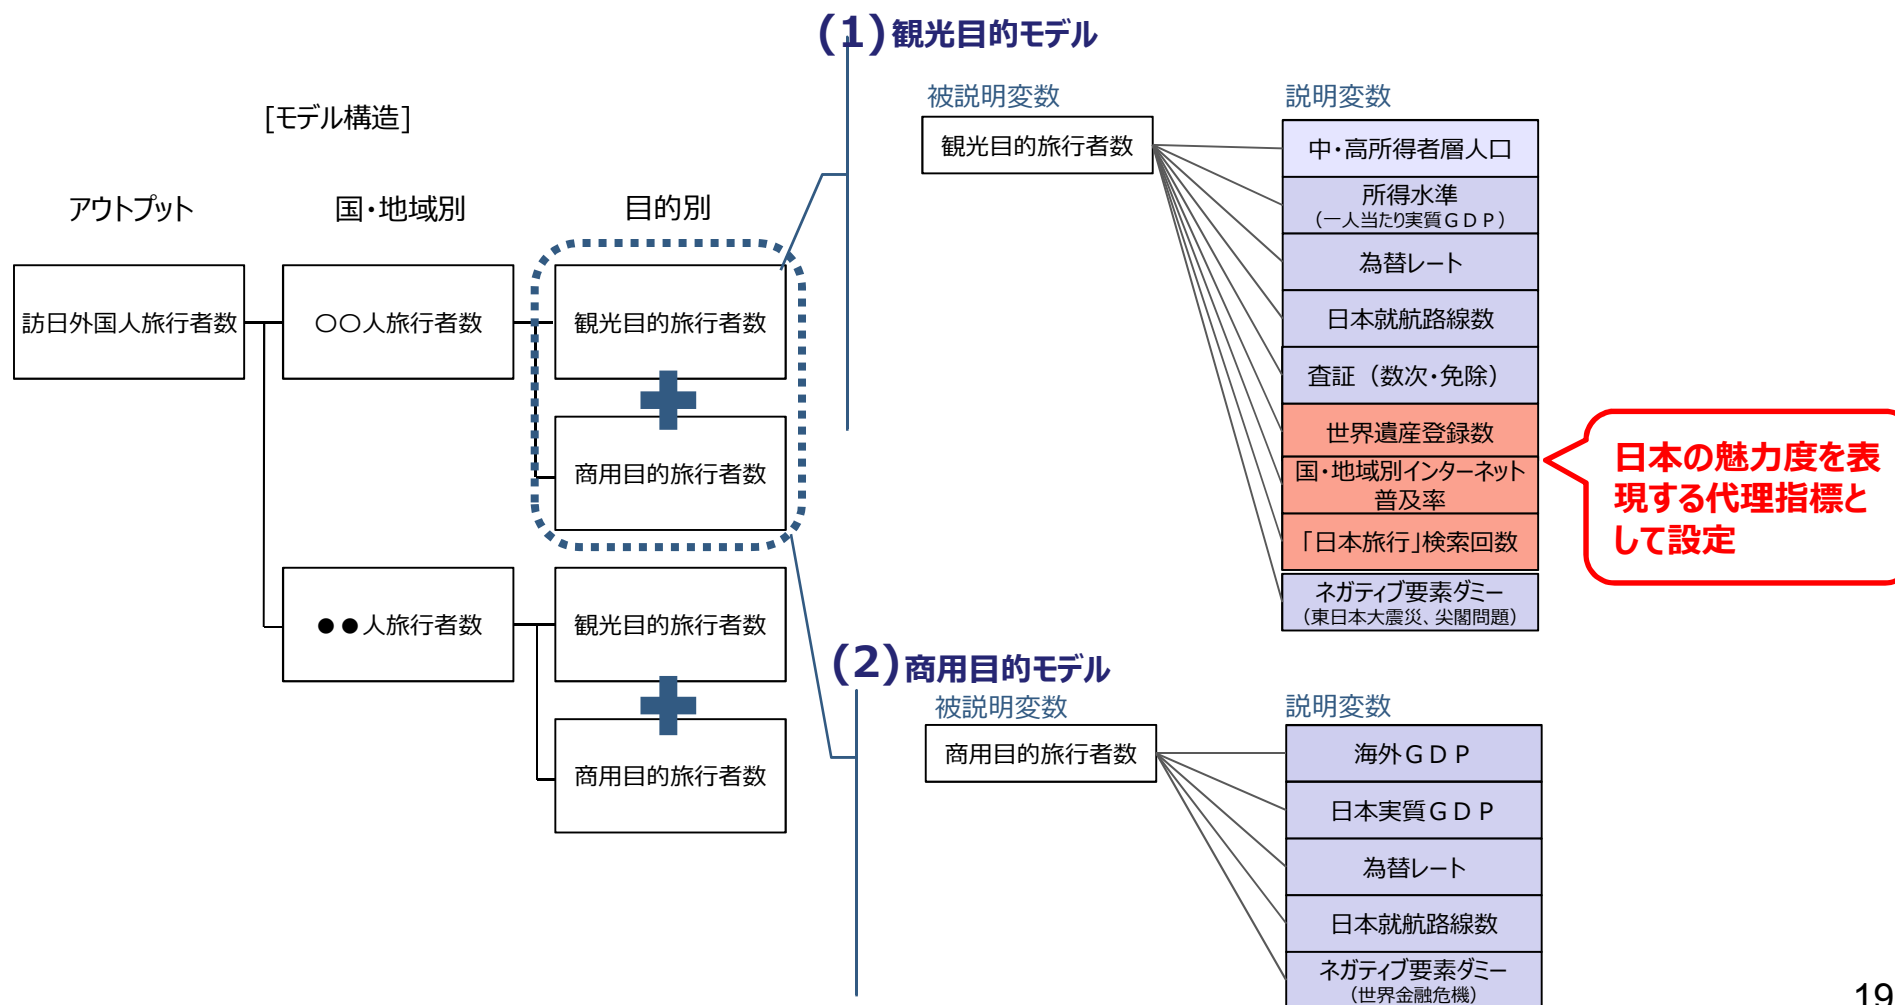 (1)観光目的モデル
[モデル構造]
アウトプット
国・地域別
目的別
訪日外国人旅行者数
〇〇人旅行者数
観光目的旅行者数
商用目的旅行者数
●●人旅行者数
観光目的旅行者数
商用目的旅行者数
被説明変数
説明変数
観光目的旅行者数
中・高所得者層人口
所得水準
(一人当たり実質GDP)
為替レート
日本就航路線数
査証(数次・免除)
世界遺産登録数
国・地域別インターネット
普及率
「日本旅行」検索回数
ネガティブ要素ダミー
(東日本大震災、尖閣問題)
日本の魅力度を表
現する代理指標と
して設定
(2)商用目的モデル
被説明変数
説明変数
商用目的旅行者数
海外GDP
日本実質GDP
為替レート
日本就航路線数
ネガティブ要素ダミー
(世界金融危機)
19